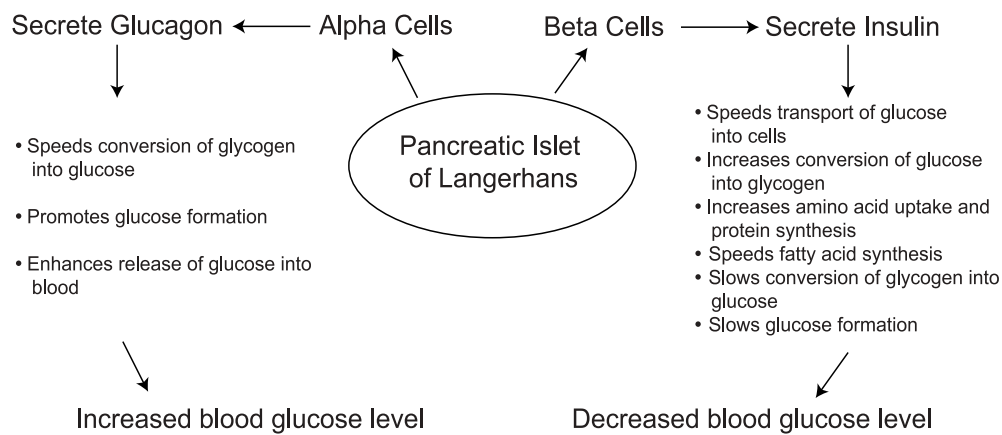 Secrete Glucagon
Alpha Cells
Beta Cells
Secrete Insulin
Pancreatic Islet
of Langerhans
• Speeds conversion of glycogen
into glucose
• Promotes glucose formation
• Enhances release of glucose into
blood
• Speeds transport of glucose
into cells
• Increases conversion of glucose
into glycogen
• Increases amino acid uptake and
protein synthesis
• Speeds fatty acid synthesis
• Slows conversion of glycogen into
glucose
• Slows glucose formation
Increased blood glucose level
Decreased blood glucose level